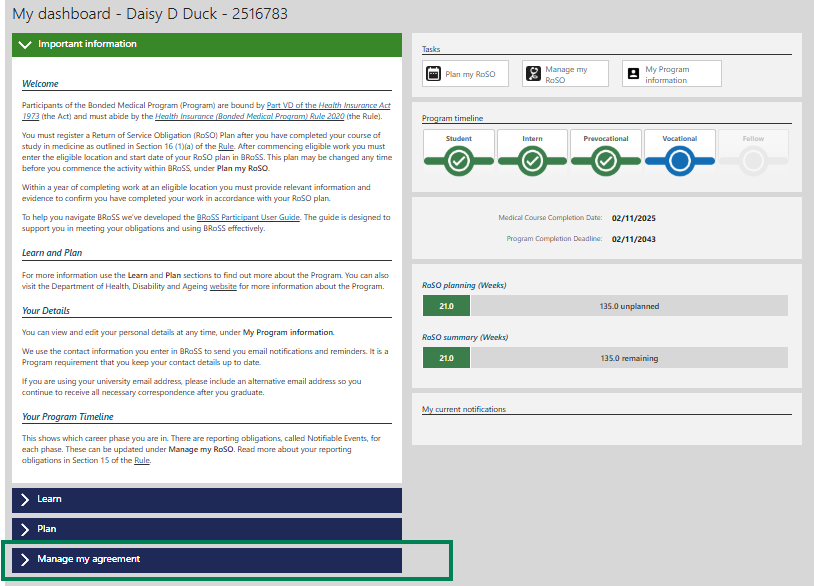 My dashboard - Daisy D Duck - 2516783
Important information
Welcome
Participants of the Bonded Medical Program (Program) are bound by Part VD of the Health Insurance Act
1973 (the Act) and must abide by the Health Insurance (Bonded Medical Program) Rule 2020 (the Rule).
You must register a Return of Service Obligation (RoSO) Plan after you have completed your course of
study in medicine as outlined in Section 16 (1)(a) of the Rule. After commencing eligible work you must
enter the eligible location and start date of your RoSO plan in BRoSS. This plan may be changed any time
before you commence the activity within BRoSS, under Plan my RoSO.
Within a year of completing work at an eligible location you must provide relevant information and
evidence to confirm you have completed your work in accordance with your RoSO plan.
To help you navigate BRoSS we've developed the BRoSS Participant User Guide. The guide is designed to
support you in meeting your obligations and using BRoSS effectively.
Learn and Plan
For more information use the Learn and Plan sections to find out more about the Program. You can also
visit the Department of Health, Disability and Ageing website for more information about the Program.
Your Details
You can view and edit your personal details at any time, under My Program information.
We use the contact information you enter in BRoSS to send you email notifications and reminders. It is a
Program requirement that you keep your contact details up to date.
If you are using your university email address, please include an alternative email address so you
continue to receive all necessary correspondence after you graduate.
Your Program Timeline
This shows which career phase you are in. There are reporting obligations, called Notifiable Events, for
each phase. These can be updated under Manage my RoSO. Read more about your reporting
obligations in Section 15 of the Rule.
Learn
Plan
Manage my agreement
Tasks
Plan my RoSO
Manage my
RoSO
My Program
information
Program timeline
Student
Intern
Prevocational
Vocational
Fellow
Medical Course Completion Date: 02/11/2025
Program Completion Deadline: 02/11/2043
RoSO planning (Weeks)
21.0 135.0 unplanned
RoSO summary (Weeks)
21.0 135.0 remaining
My current notifications